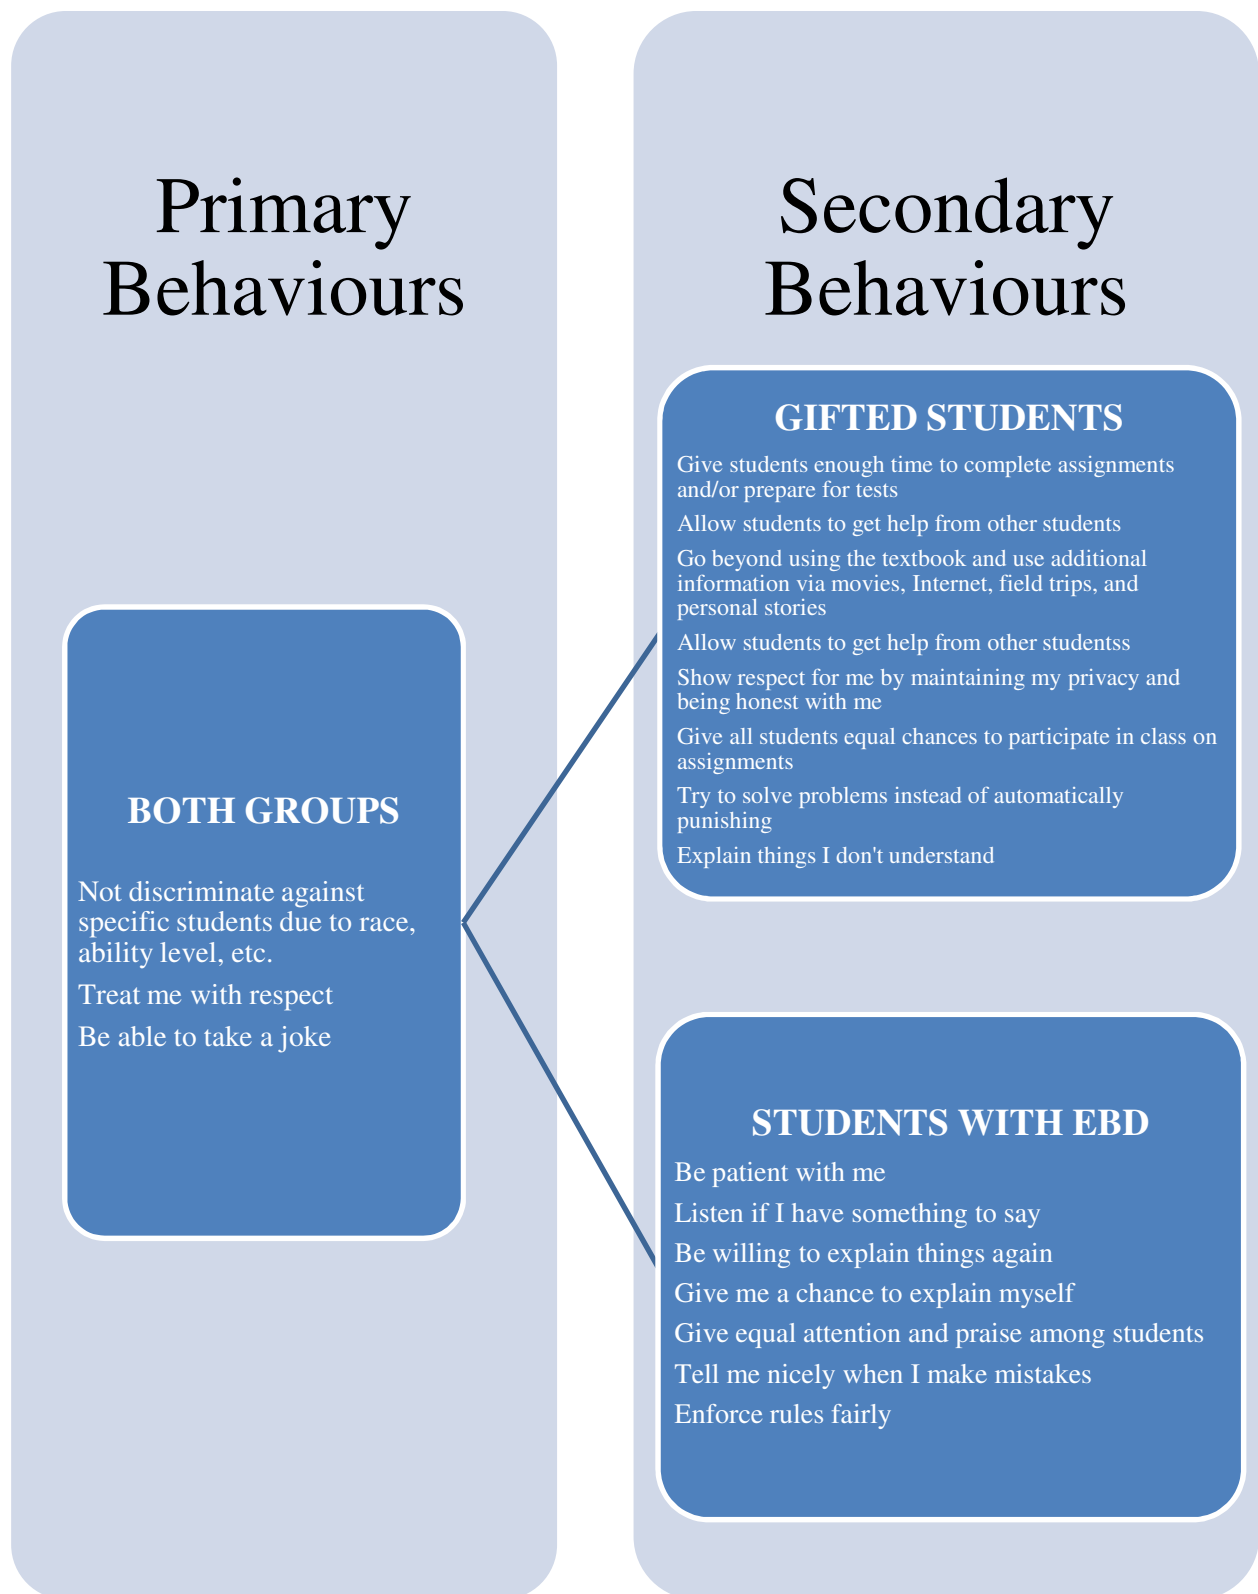 Primary
Behaviours
BOTH GROUPS
Not discriminate against
specific students due to race,
ability level, etc.
Treat me with respect
Be able to take a joke
Secondary
Behaviours
GIFTED STUDENTS
Give students enough time to complete assignments
and/or prepare for tests
Allow students to get help from other students
Go beyond using the textbook and use additional
information via movies, Internet, field trips, and
personal stories
Allow students to get help from other studentss
Show respect for me by maintaining my privacy and
being honest with me
Give all students equal chances to participate in class on
assignments
Try to solve problems instead of automatically
punishing
Explain things I don't understand
STUDENTS WITH EBD
Be patient with me
Listen if I have something to say
Be willing to explain things again
Give me a chance to explain myself
Give equal attention and praise among students
Tell me nicely when I make mistakes
Enforce rules fairly